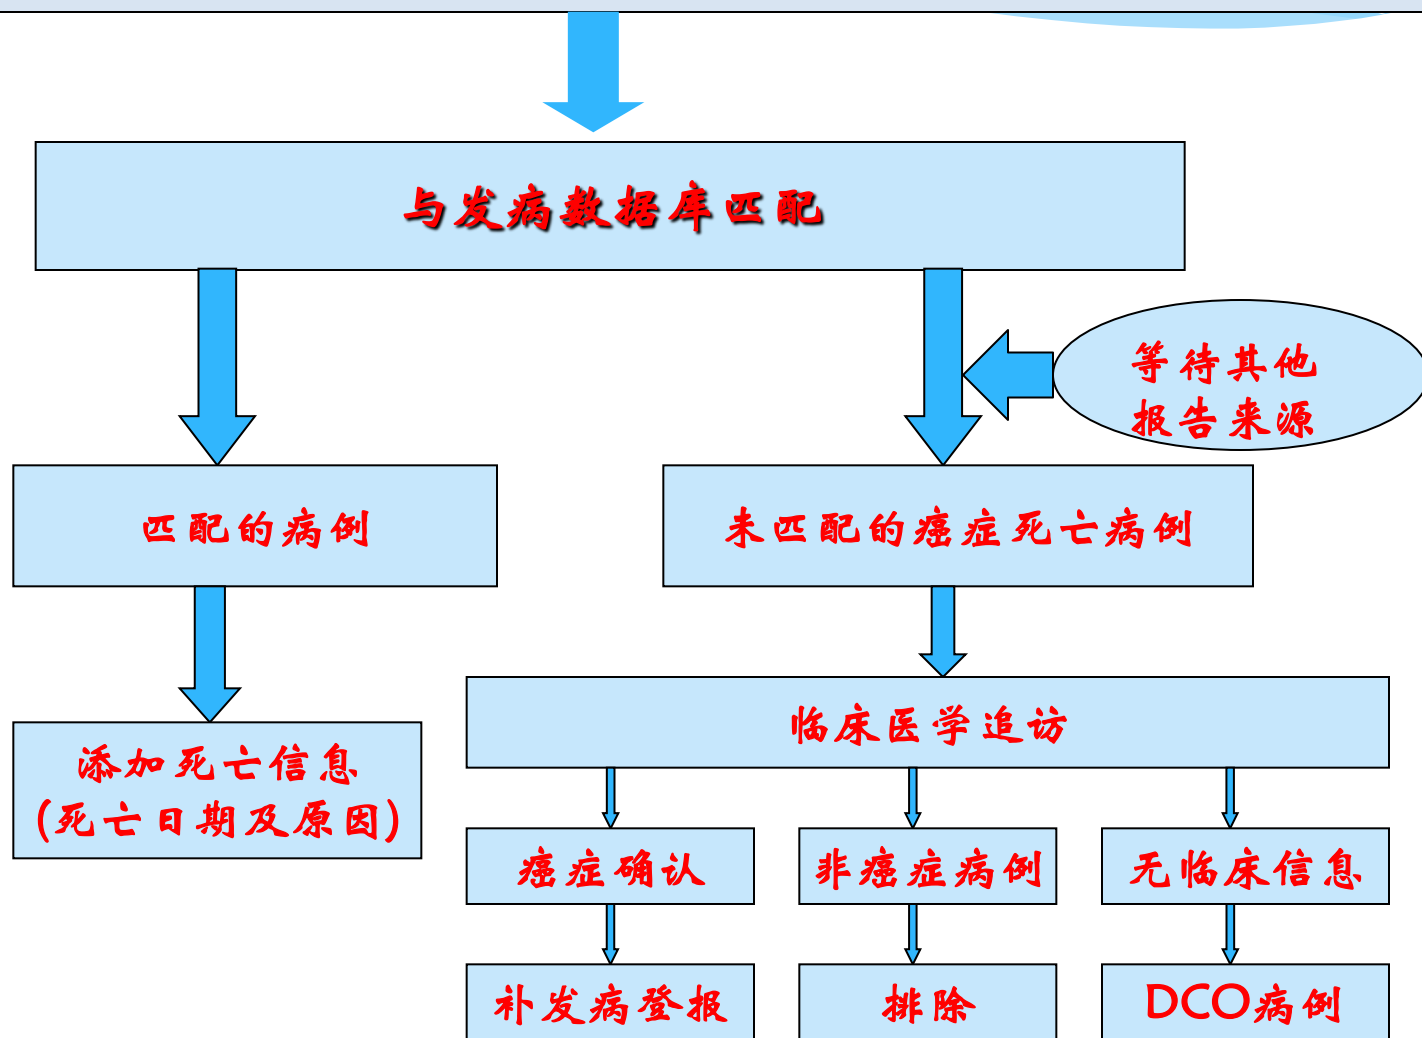 与发病数据库匹配
等待其他
报告来源
匹配的病例
未匹配的癌症死亡病例
临床医学追访
添加死亡信息
(死亡日期及原因)
癌症确认
非癌症病例
无临床信息
补发病登报
排除
DCO病例